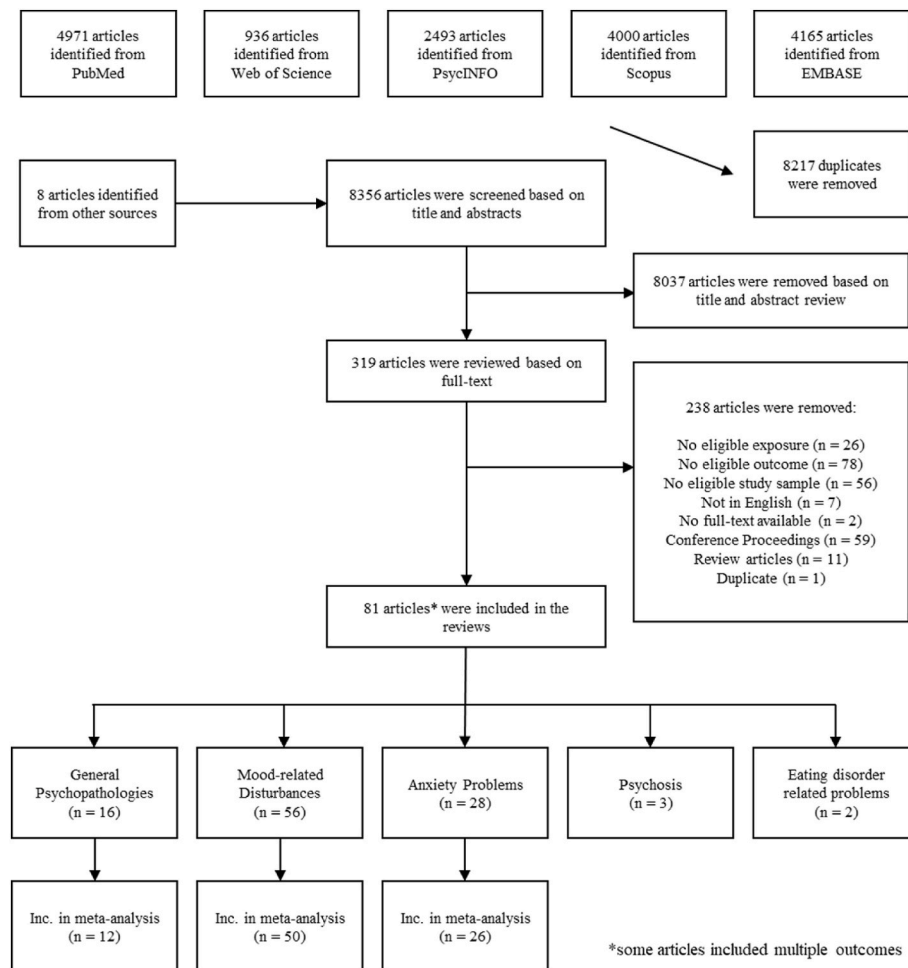 4971 articles
identified from
PubMed
936 articles
identified from
Web of Science
2493 articles
identified from
PsycINFO
4000 articles
identified from
Scopus
4165 articles
identified from
EMBASE
8217 duplicates
were removed
8 articles identified
from other sources
8356 articles were screened based on
title and abstracts
8037 articles were removed based on
title and abstract review
319 articles were reviewed based on
full-text
238 articles were removed:
No eligible exposure (n = 26)
No eligible outcome (n = 78)
No eligible study sample (n = 56)
Not in English (n = 7)
No full-text available (n = 2)
Conference Proceedings (n = 59)
Review articles (n = 11)
Duplicate (n = 1)
81 articles* were included in the
reviews
General
Psychopathologies
(n = 16)
Mood-related
Disturbances
(n = 56)
Anxiety Problems
(n = 28)
Psychosis
(n = 3)
Eating disorder
related problems
(n = 2)
Inc. in meta-analysis
(n = 12)
Inc. in meta-analysis
(n = 50)
Inc. in meta-analysis
(n = 26)
*some articles included multiple outcomes